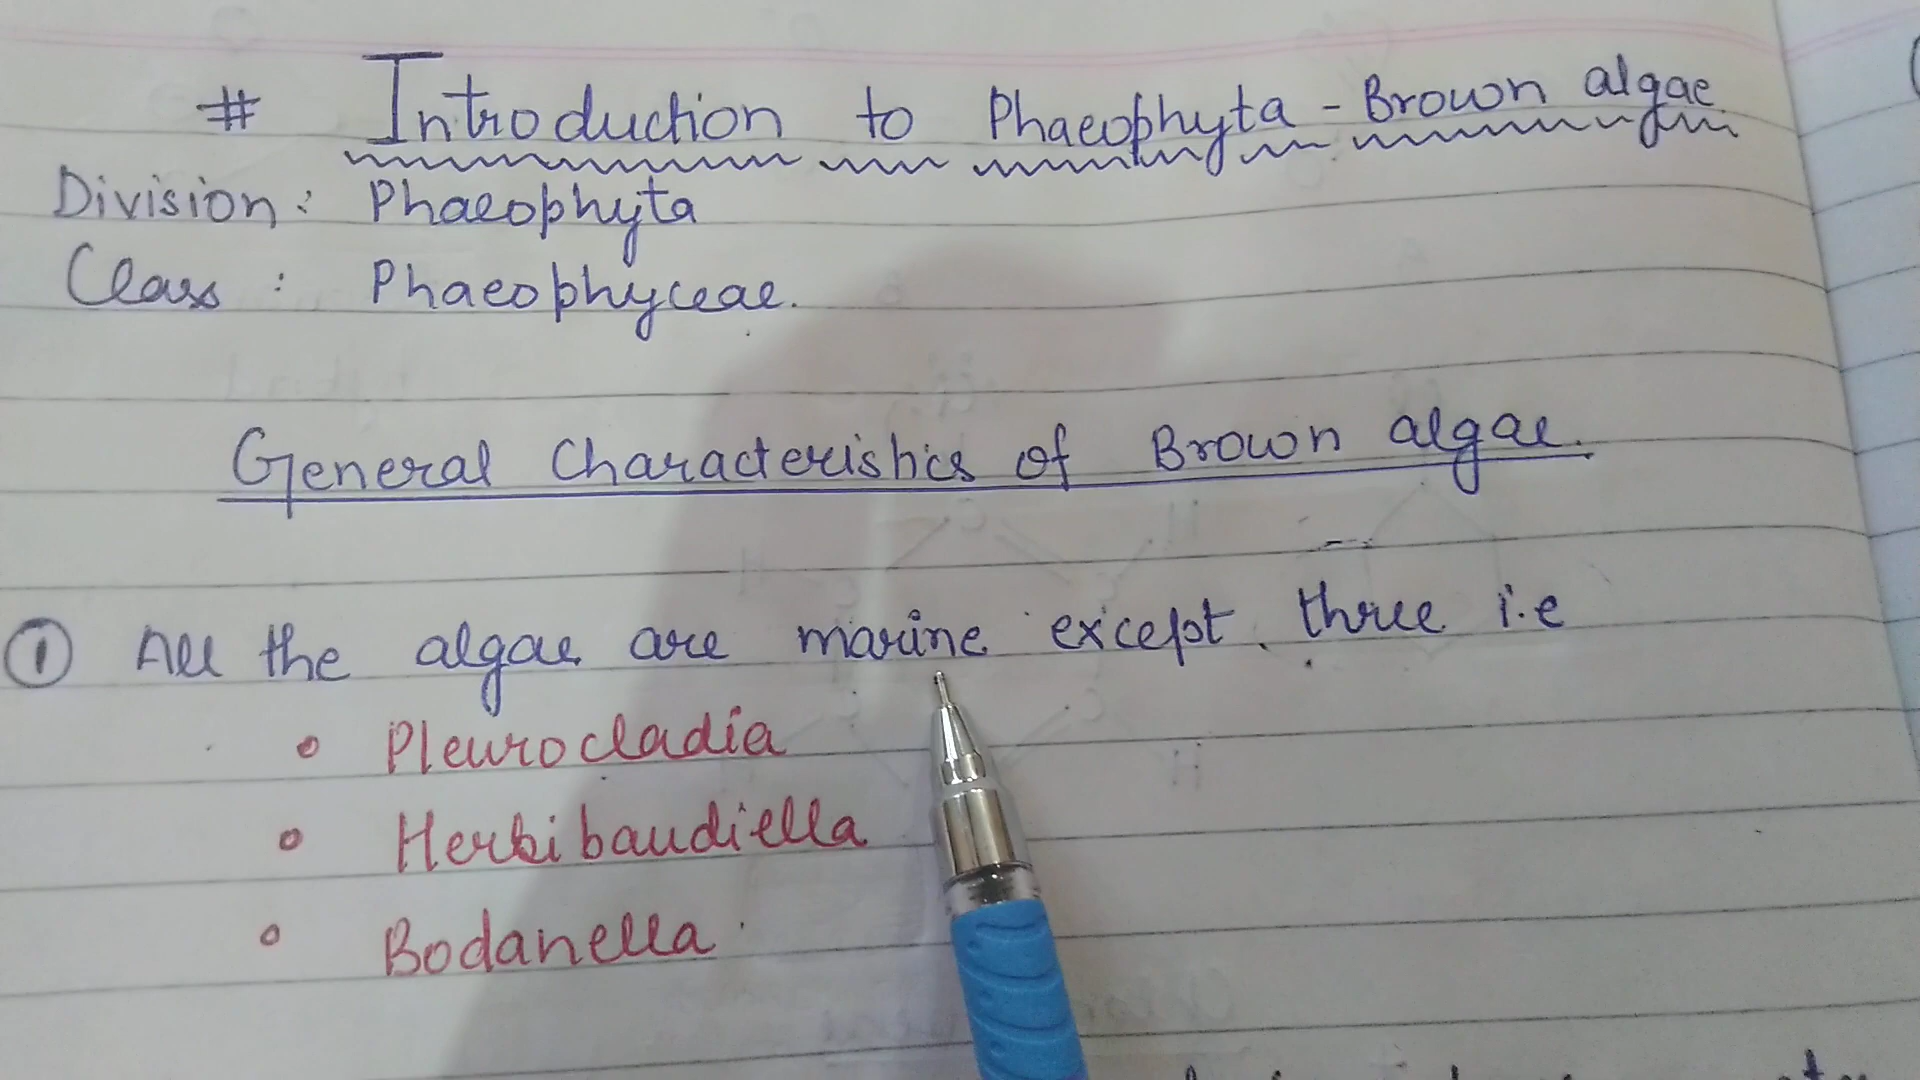 # Introduction to Phaeophyta - Brown algae
Division : Phaeophyta
Class : Phaeophyceae.
General Characteristics of Brown algae.
① All the algae are marine except three i.e
Pleurocladia
Heribaudiella
Bodanella